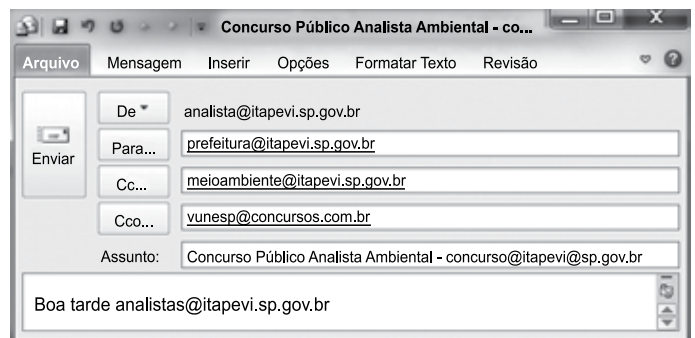 Concurso Público Analista Ambiental - co...
Arquivo Mensagem Inserir Opções Formatar Texto Revisão
De analista@itapevi.sp.gov.br
Enviar
Para... prefeitura@itapevi.sp.gov.br
Cc... meioambiente@itapevi.sp.gov.br
Cco... vunesp@concursos.com.br
Assunto: Concurso Público Analista Ambiental - concurso@itapevi@sp.gov.br
Boa tarde analistas@itapevi.sp.gov.br